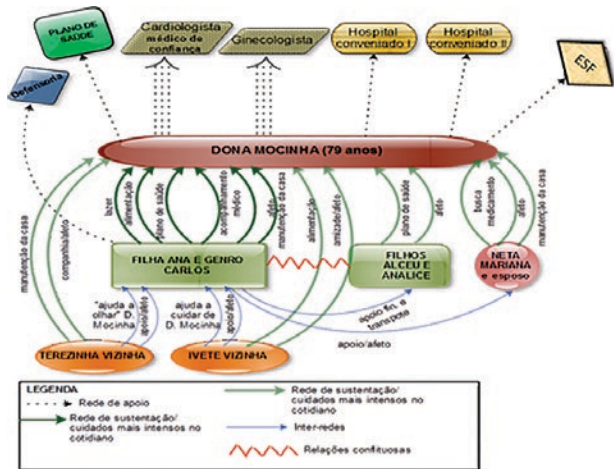 PLANO DE
SAÚDE
Cardiologista
médico de
confiança
Ginecologista
Hospital
conveniado I
Hospital
conveniado II
ESF
Defensoria
DONA MOCINHA (79 anos)
manutenção da casa
companhia/afeto
lazer
alimentação
plano de saúde
acompanhamento
médico
afeto
manutenção da casa
alimentação
amizade/afeto
plano de saúde
afeto
busca
medicamento
afeto
manutenção da casa
FILHA ANA E GENRO
CARLOS
FILHOS
ALCEU E
ANALICE
NETA
MARIANA
e esposo
"ajuda a
olhar" D.
Mocinha
apoio/afeto
ajuda a
cuidar de
D. Mocinha
apoio/afeto
apoio fin. e
transpote
apoio/afeto
TEREZINHA VIZINHA
IVETE VIZINHA
LEGENDA
Rede de apoio
Rede de sustentação/
cuidados mais intensos no
cotidiano
Rede de sustentação/
cuidados mais intensos no
cotidiano
Inter-redes
Relações confituosas